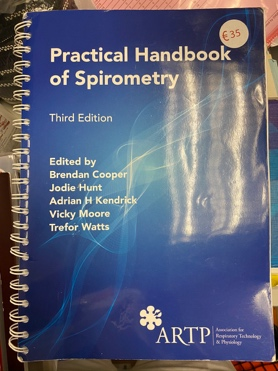 €35
Practical Handbook
of Spirometry
Third Edition
Edited by
Brendan Cooper
Jodie Hunt
Adrian H Kendrick
Vicky Moore
Trefor Watts
ARTP
Association for
Respiratory Technology
& Physiology